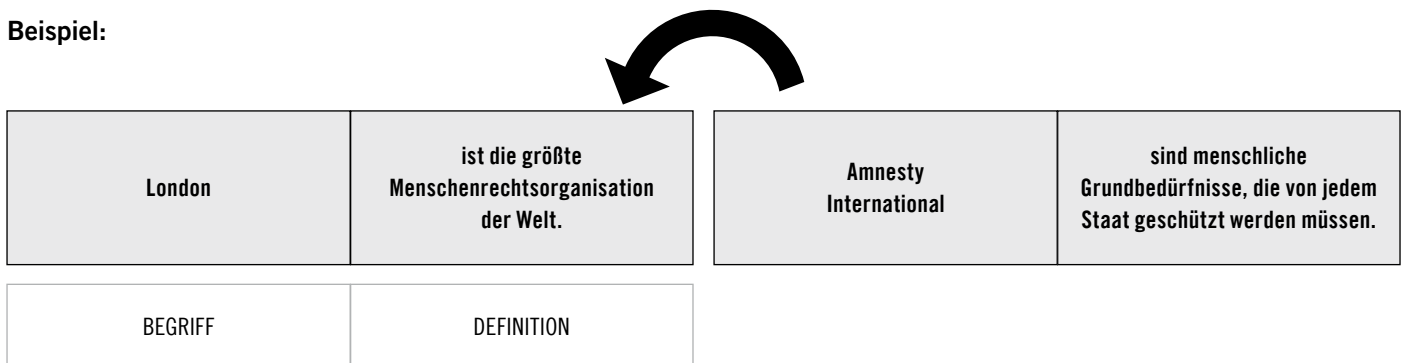 Beispiel:
London
ist die größte
Menschenrechtsorganisation
der Welt.
Amnesty
International
sind menschliche
Grundbedürfnisse, die von jedem
Staat geschützt werden müssen.
BEGRIFF
DEFINITION